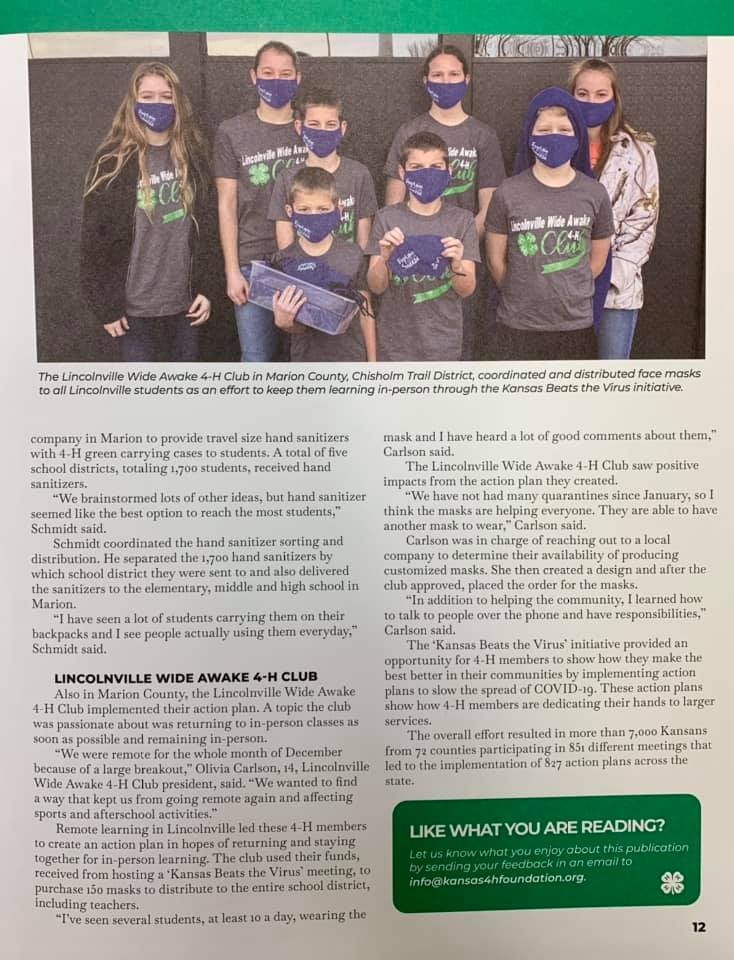 Lincolnville Wide Awake
4-H
Club
Lincolnville Wide Awake
4-H
Club
The Lincolnville Wide Awake 4-H Club in Marion County, Chisholm Trail District, coordinated and distributed face masks
to all Lincolnville students as an effort to keep them learning in-person through the Kansas Beats the Virus initiative.
company in Marion to provide travel size hand sanitizers
with 4-H green carrying cases to students. A total of five
school districts, totaling 1,700 students, received hand
sanitizers.
“We brainstormed lots of other ideas, but hand sanitizer
seemed like the best option to reach the most students,”
Schmidt said.
Schmidt coordinated the hand sanitizer sorting and
distribution. He separated the 1,700 hand sanitizers by
which school district they were sent to and also delivered
the sanitizers to the elementary, middle and high school in
Marion.
“I have seen a lot of students carrying them on their
backpacks and I see people actually using them everyday,”
Schmidt said.
LINCOLNVILLE WIDE AWAKE 4-H CLUB
Also in Marion County, the Lincolnville Wide Awake
4-H Club implemented their action plan. A topic the club
was passionate about was returning to in-person classes as
soon as possible and remaining in-person.
“We were remote for the whole month of December
because of a large breakout,” Olivia Carlson, 14, Lincolnville
Wide Awake 4-H Club president, said. “We wanted to find
a way that kept us from going remote again and affecting
sports and afterschool activities.”
Remote learning in Lincolnville led these 4-H members
to create an action plan in hopes of returning and staying
together for in-person learning. The club used their funds,
received from hosting a ‘Kansas Beats the Virus’ meeting, to
purchase 150 masks to distribute to the entire school district,
including teachers.
“I’ve seen several students, at least 10 a day, wearing the
mask and I have heard a lot of good comments about them,”
Carlson said.
The Lincolnville Wide Awake 4-H Club saw positive
impacts from the action plan they created.
“We have not had many quarantines since January, so I
think the masks are helping everyone. They are able to have
another mask to wear,” Carlson said.
Carlson was in charge of reaching out to a local
company to determine their availability of producing
customized masks. She then created a design and after the
club approved, placed the order for the masks.
“In addition to helping the community, I learned how
to talk to people over the phone and have responsibilities,”
Carlson said.
The ‘Kansas Beats the Virus’ initiative provided an
opportunity for 4-H members to show how they make the
best better in their communities by implementing action
plans to slow the spread of COVID-19. These action plans
show how 4-H members are dedicating their hands to larger
services.
The overall effort resulted in more than 7,000 Kansans
from 72 counties participating in 851 different meetings that
led to the implementation of 827 action plans across the
state.
LIKE WHAT YOU ARE READING?
Let us know what you enjoy about this publication
by sending your feedback in an email to
info@kansas4hfoundation.org.
12